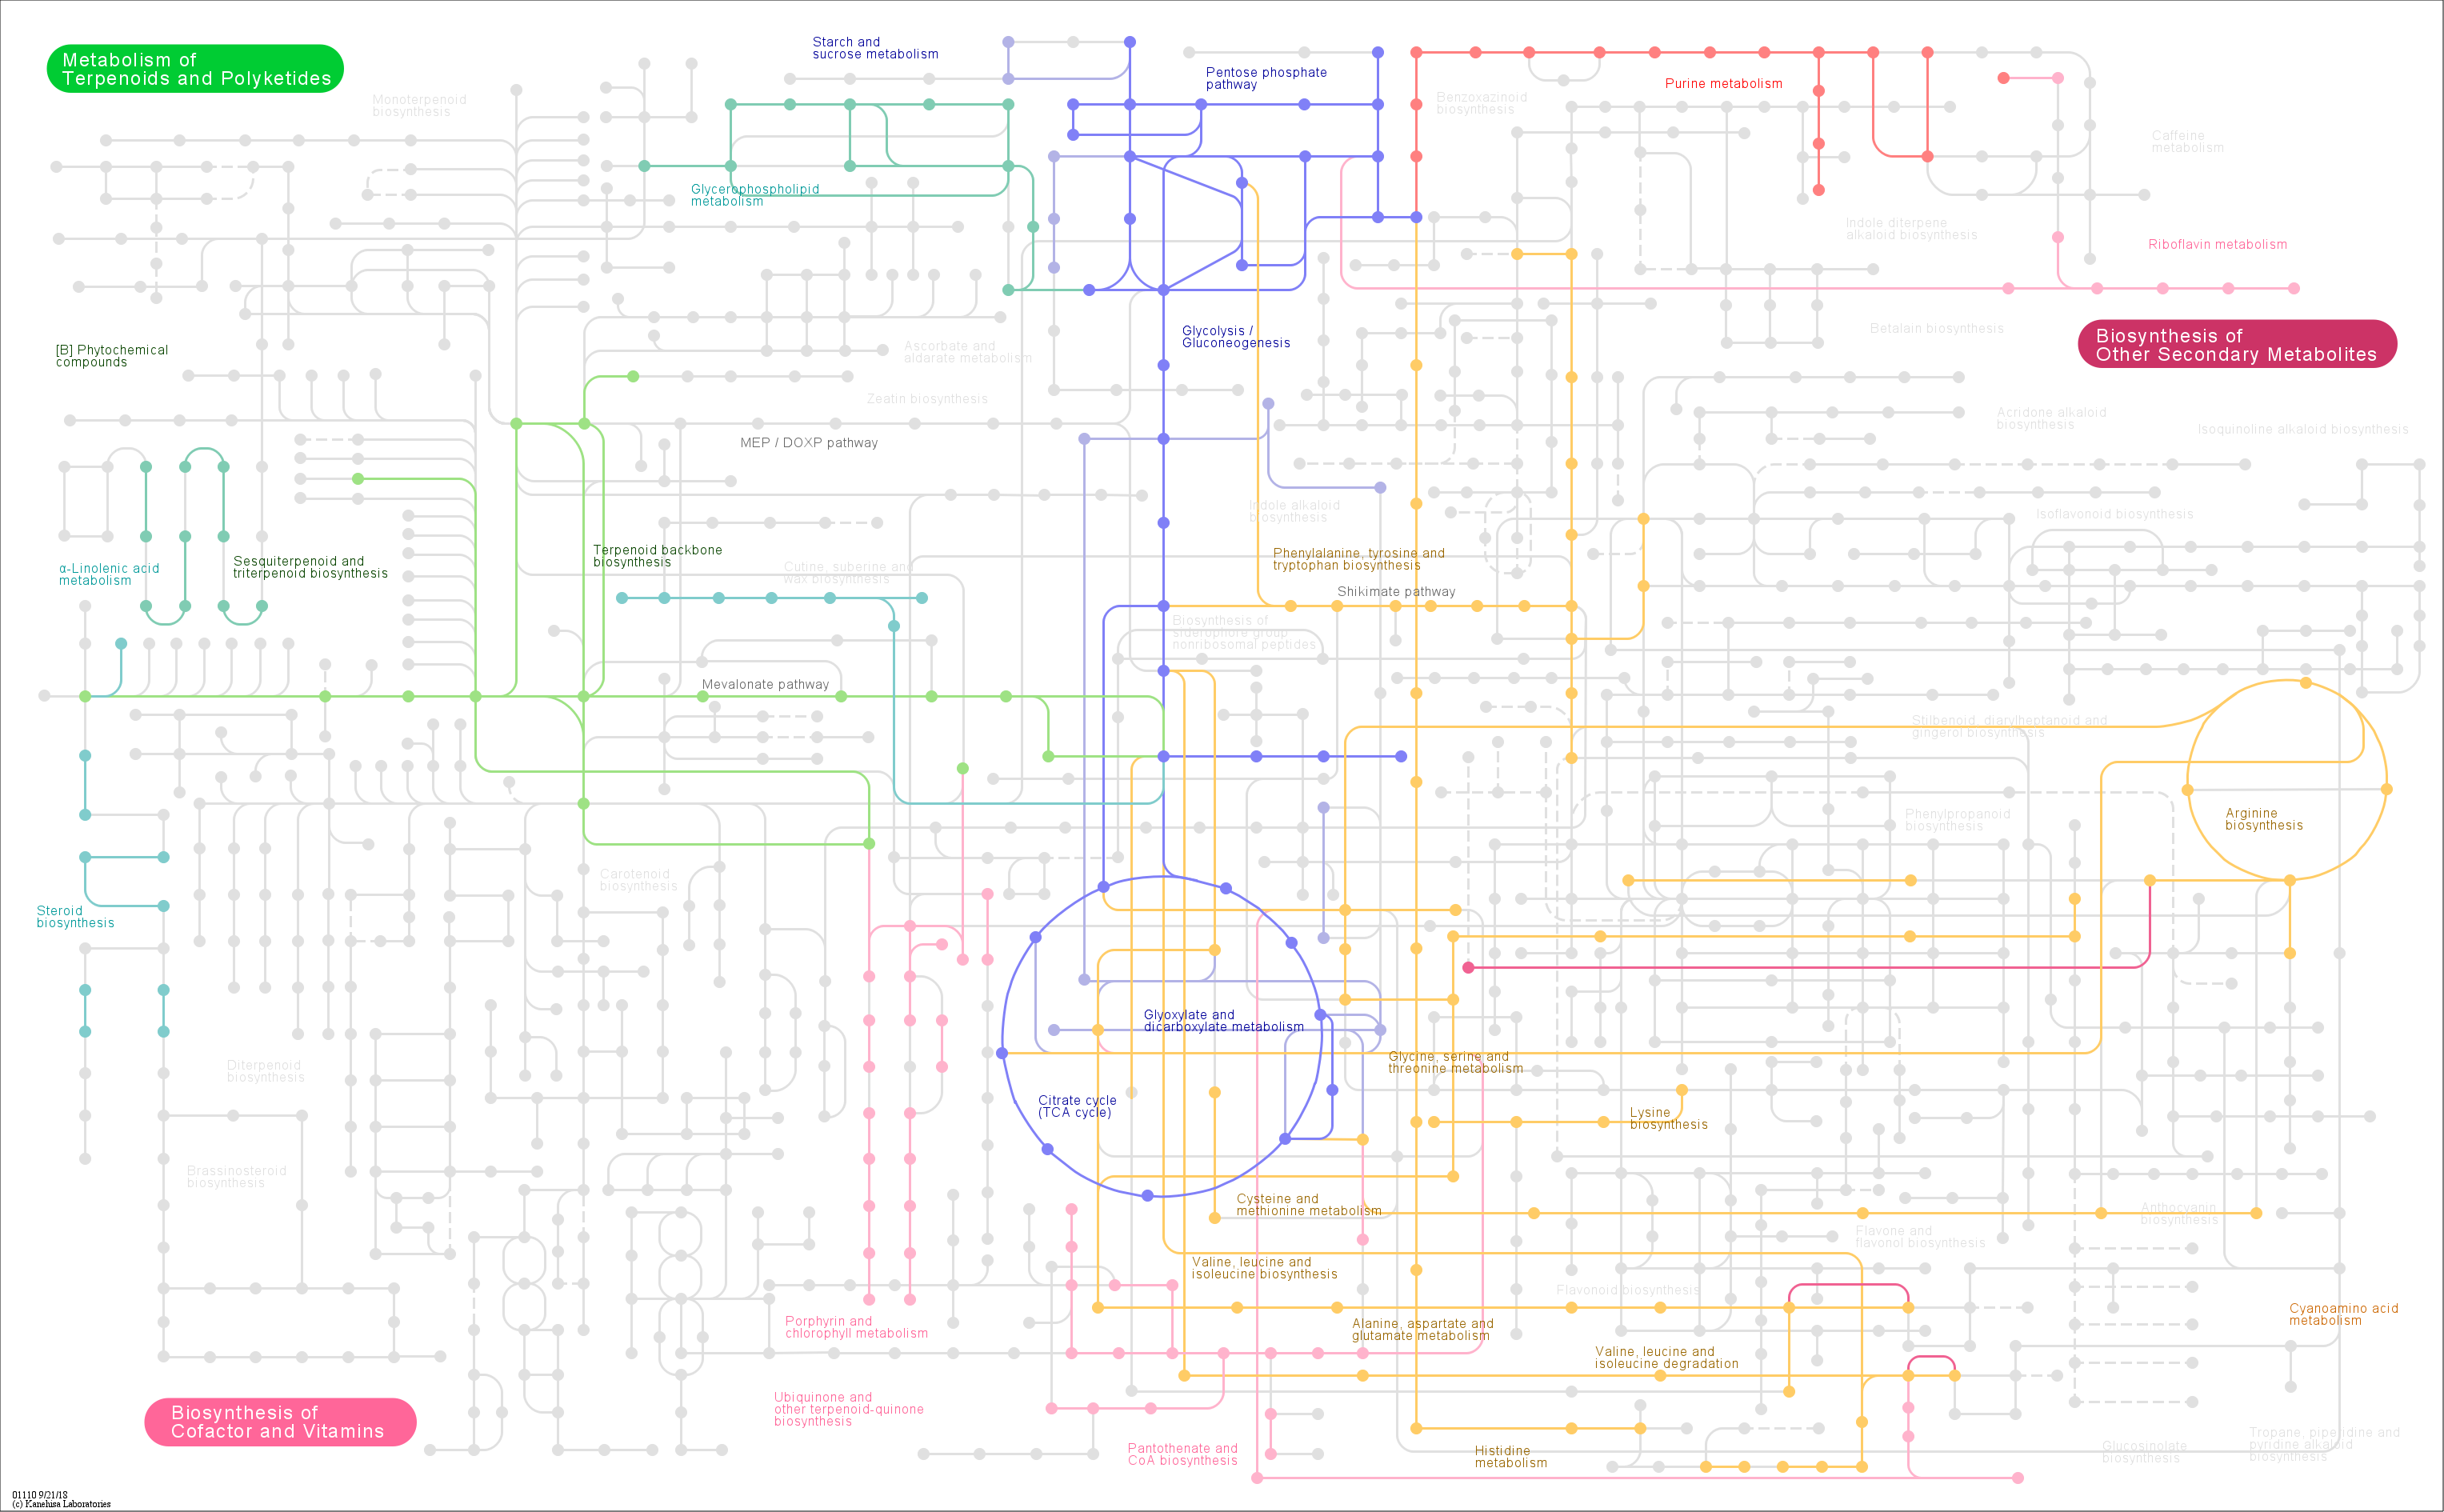 Metabolism of
Terpenoids and Polyketides
Starch and
sucrose metabolism
Pentose phosphate
pathway
Purine metabolism
Monoterpenoid
biosynthesis
Benzoxazinoid
biosynthesis
Caffeine
metabolism
Glycerophospholipid
metabolism
Indole diterpene
alkaloid biosynthesis
Riboflavin metabolism
Glycolysis /
Gluconeogenesis
Betalain biosynthesis
Biosynthesis of
Other Secondary Metabolites
[B] Phytochemical
compounds
Ascorbate and
aldarate metabolism
Zeatin biosynthesis
Acridone alkaloid
biosynthesis
Isoquinoline alkaloid biosynthesis
MEP / DOXP pathway
Indole alkaloid
biosynthesis
Isoflavonoid biosynthesis
α-Linolenic acid
metabolism
Sesquiterpenoid and
triterpenoid biosynthesis
Terpenoid backbone
biosynthesis
Cutine, suberine and
wax biosynthesis
Phenylalanine, tyrosine and
tryptophan biosynthesis
Shikimate pathway
Biosynthesis of
siderophore group
nonribosomal peptides
Mevalonate pathway
Stilbenoid, diarylheptanoid and
gingerol biosynthesis
Phenylpropanoid
biosynthesis
Arginine
biosynthesis
Carotenoid
biosynthesis
Steroid
biosynthesis
Glyoxylate and
dicarboxylate metabolism
Glycine, serine and
threonine metabolism
Diterpenoid
biosynthesis
Citrate cycle
(TCA cycle)
Lysine
biosynthesis
Brassinosteroid
biosynthesis
Cysteine and
methionine metabolism
Anthocyanin
biosynthesis
Flavone and
flavonol biosynthesis
Valine, leucine and
isoleucine biosynthesis
Flavonoid biosynthesis
Porphyrin and
chlorophyll metabolism
Alanine, aspartate and
glutamate metabolism
Cyanoamino acid
metabolism
Valine, leucine and
isoleucine degradation
Biosynthesis of
Cofactor and Vitamins
Ubiquinone and
other terpenoid-quinone
biosynthesis
Pantothenate and
CoA biosynthesis
Histidine
metabolism
Glucosinolate
biosynthesis
Tropane, piperidine and
pyridine alkaloid
biosynthesis
01110 9/21/18
(c) Kanehisa Laboratories